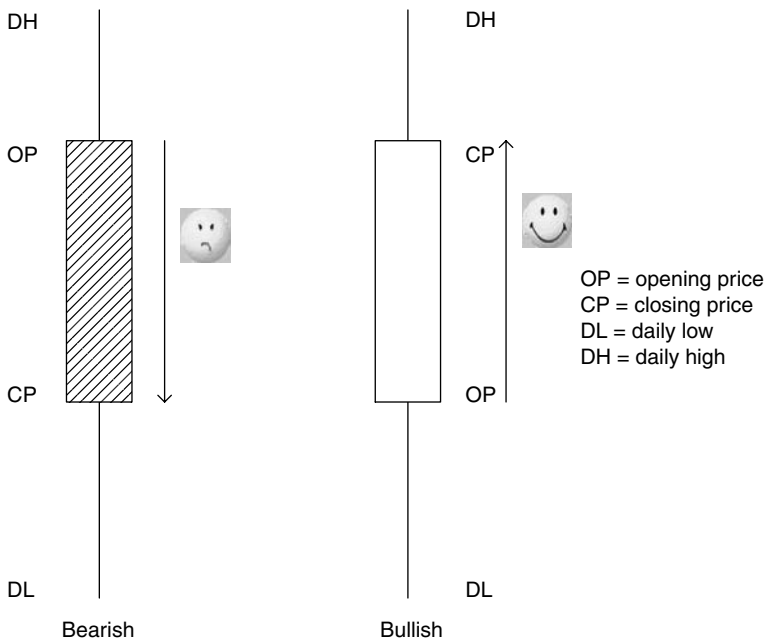 DH
DH
OP
CP
OP = opening price
CP = closing price
DL = daily low
DH = daily high
CP
OP
DL
DL
Bearish
Bullish